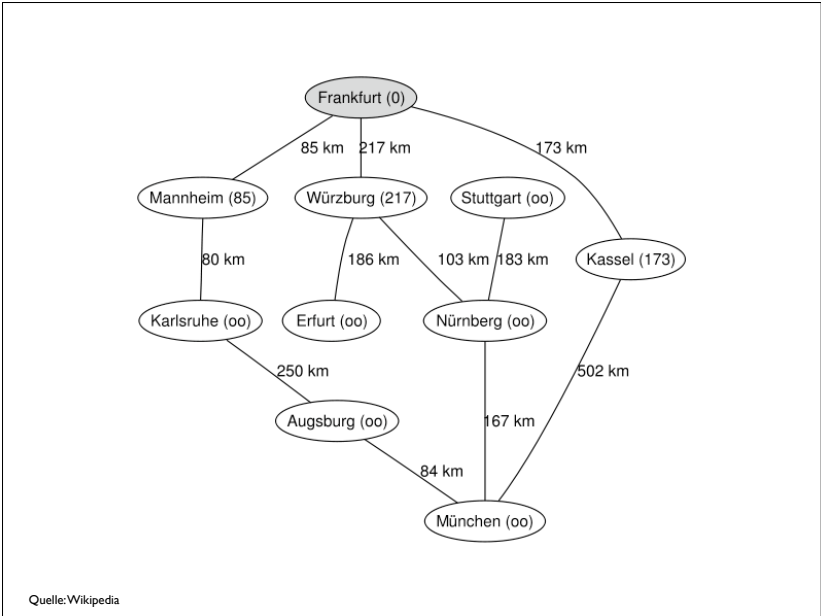 Frankfurt (0)
85 km
217 km
173 km
Mannheim (85)
Würzburg (217)
Stuttgart (oo)
80 km
186 km
103 km
183 km
Kassel (173)
Karlsruhe (oo)
Erfurt (oo)
Nürnberg (oo)
250 km
502 km
Augsburg (oo)
167 km
84 km
München (oo)
Quelle: Wikipedia